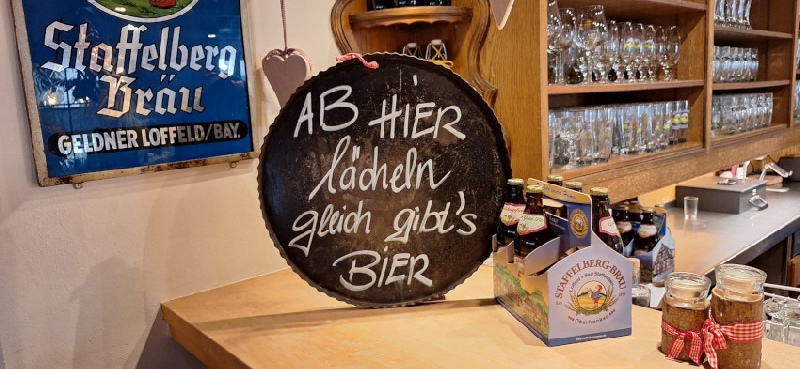 Staffelberg
Bräu
GELDNER LOFFELD/BAY.
AB HIER
lächeln
gleich gibt's
BIER
STAFFELBERG-BRÄU